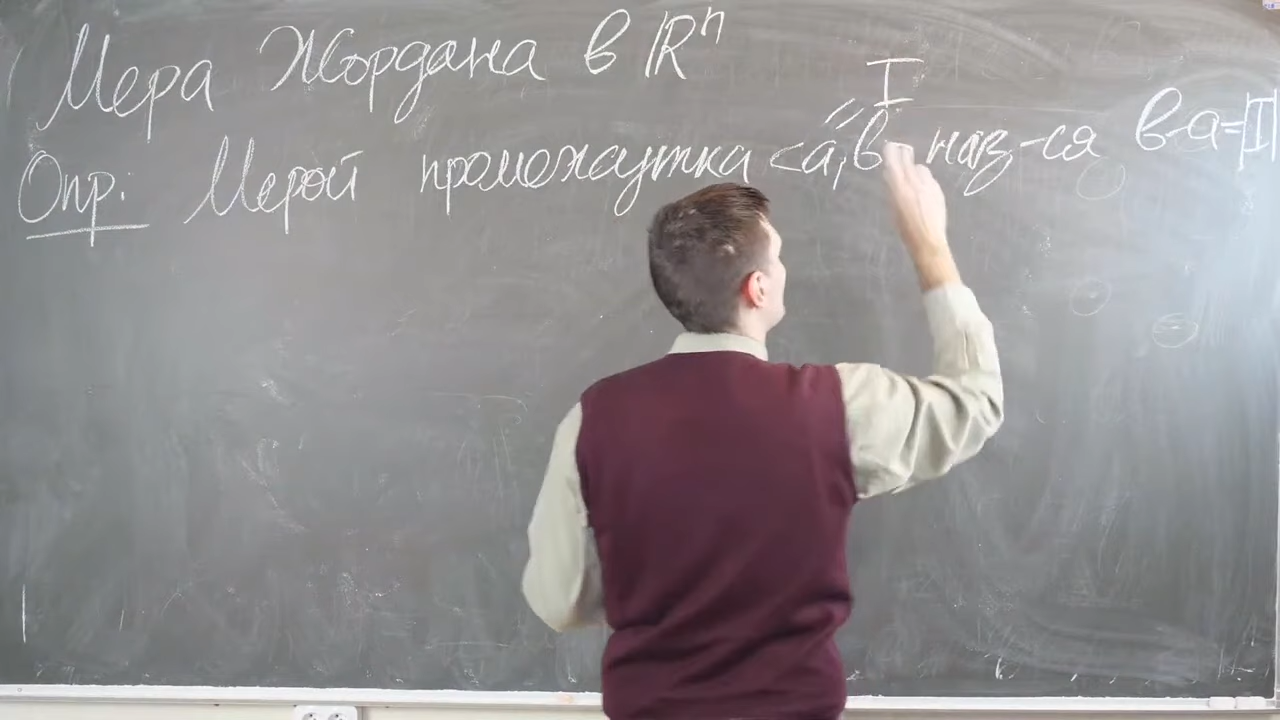 Мера Жордана в ℝⁿ
I
Опр: Мерой промежутка <a,b> наз-ся b-a=|I|